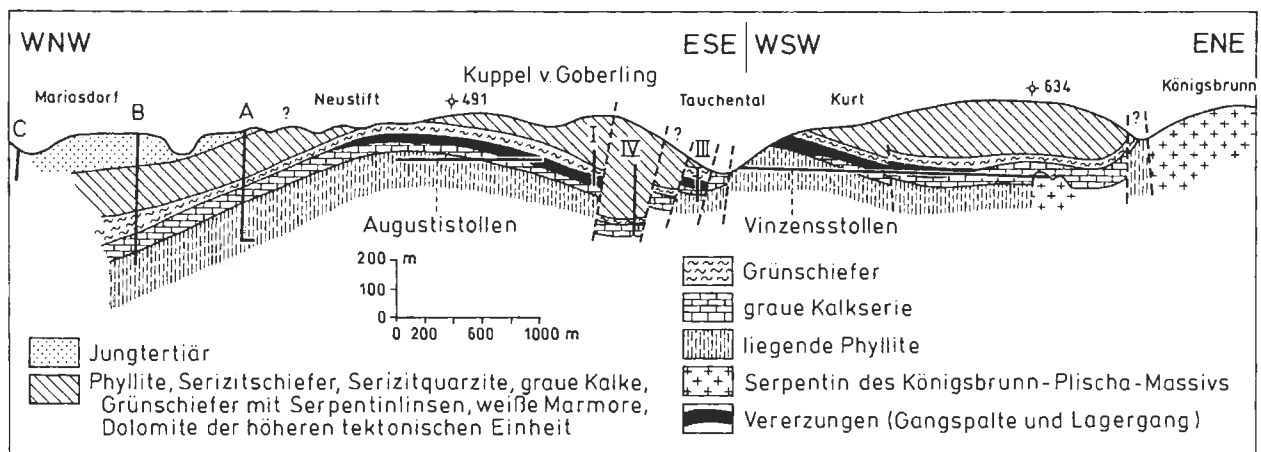 WNW
ESE
WSW
ENE
Kuppel v. Goberling
Königsbrunn
Mariasdorf
B
A
?
Neustift
491
Tauchental
Kurt
634
C
I
IV
?
III
?
Augustistollen
Vinzensstollen
200 m
100
0
0 200 600 1000 m
Grünschiefer
graue Kalkserie
liegende Phyllite
Serpentin des Königsbrunn-Plischa-Massivs
Vererzungen (Gangspalte und Lagergang)
Jungtertiär
Phyllite, Serizitschiefer, Serizitquarzite, graue Kalke,
Grünschiefer mit Serpentinlinsen, weiße Marmore,
Dolomite der höheren tektonischen Einheit